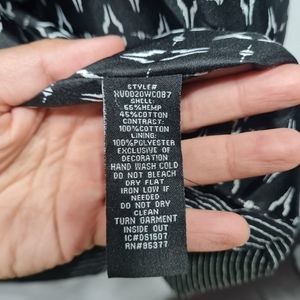 STYLE#
XU0020WC087
SHELL:
55%HEMP
45%COTTON
CONTRAST:
100%COTTON
LINING:
100%POLYESTER
EXCLUSIVE OF
DECORATION
HAND WASH COLD
DO NOT BLEACH
DRY FLAT
IRON LOW IF
NEEDED
DO NOT DRY
CLEAN
TURN GARMENT
INSIDE OUT
IC#DS1507
RN#85377